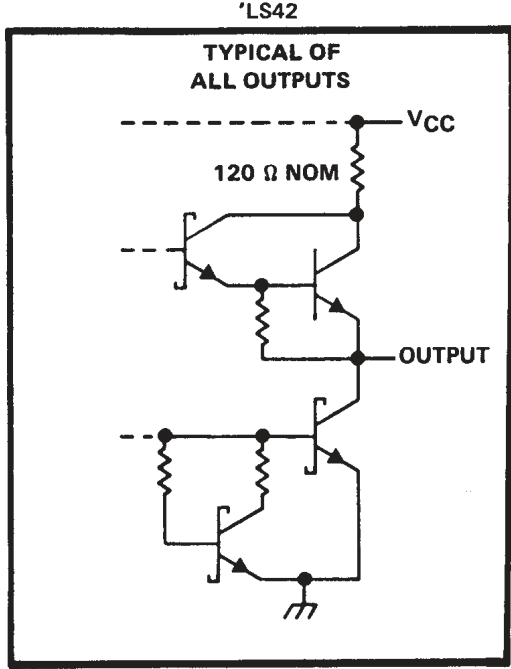 'LS42
TYPICAL OF
ALL OUTPUTS
VCC
120 Ω NOM
OUTPUT